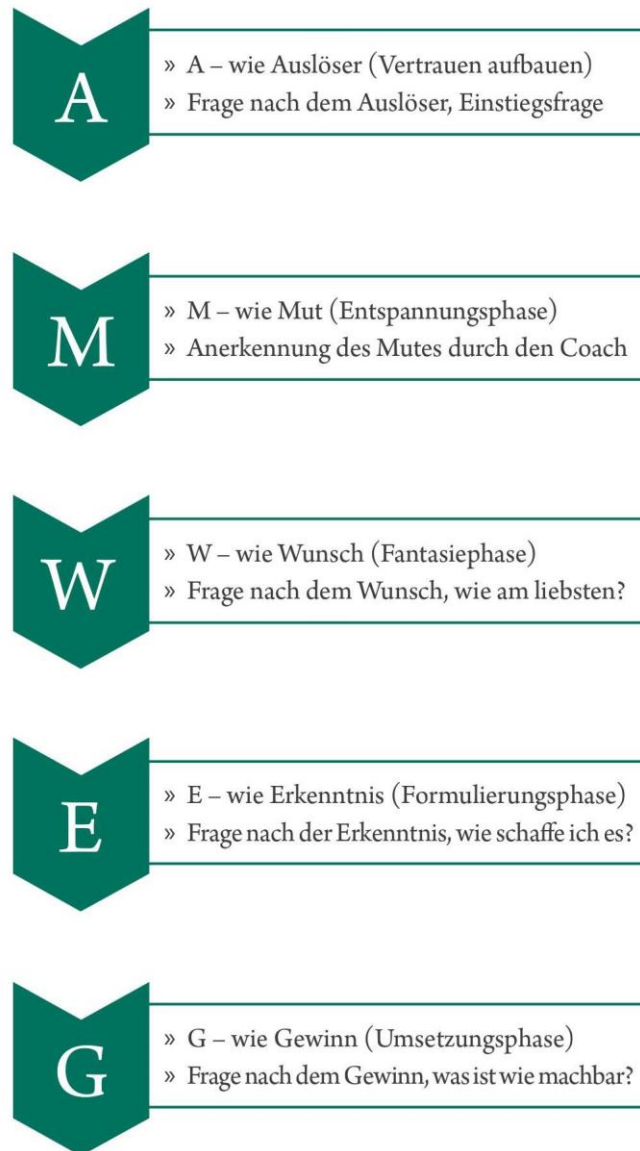 A
» A – wie Auslöser (Vertrauen aufbauen)
» Frage nach dem Auslöser, Einstiegsfrage
M
» M – wie Mut (Entspannungsphase)
» Anerkennung des Mutes durch den Coach
W
» W – wie Wunsch (Fantasiephase)
» Frage nach dem Wunsch, wie am liebsten?
E
» E – wie Erkenntnis (Formulierungsphase)
» Frage nach der Erkenntnis, wie schaffe ich es?
G
» G – wie Gewinn (Umsetzungsphase)
» Frage nach dem Gewinn, was ist wie machbar?